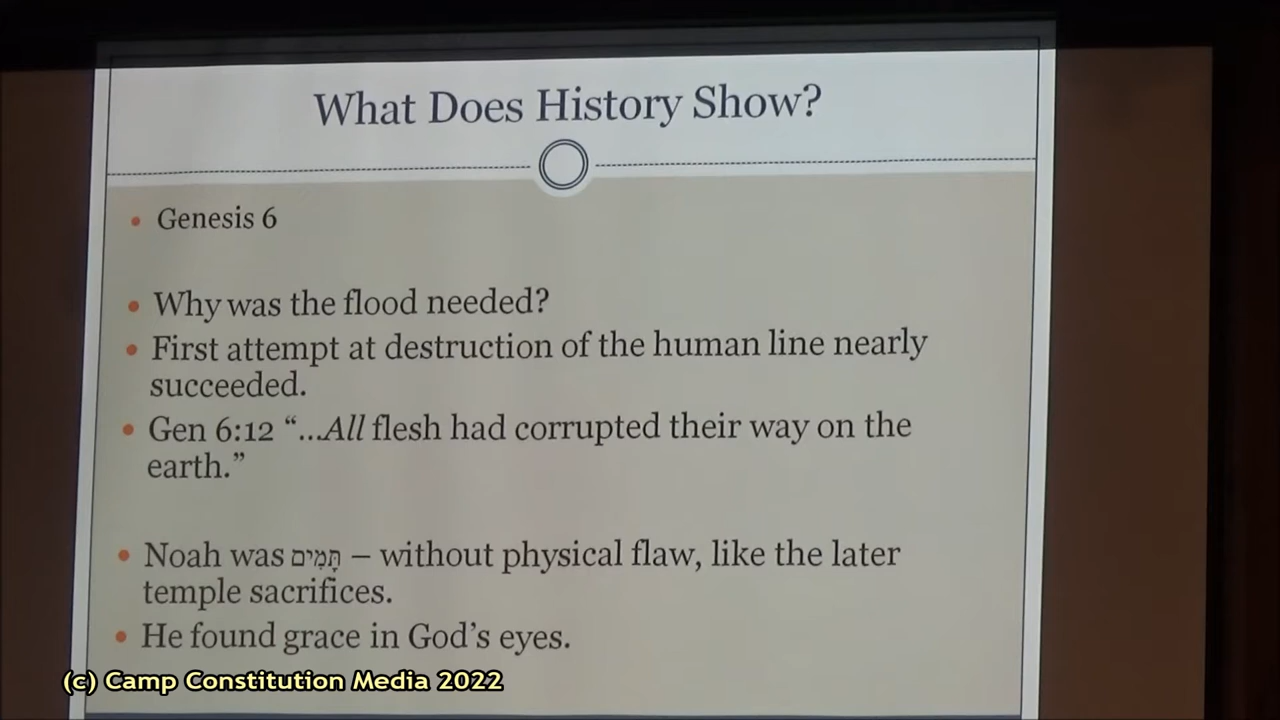 What Does History Show?
• Genesis 6
• Why was the flood needed?
• First attempt at destruction of the human line nearly
succeeded.
• Gen 6:12 “...All flesh had corrupted their way on the
earth.”
• Noah was תָּמִים – without physical flaw, like the later
temple sacrifices.
• He found grace in God’s eyes.
(c) Camp Constitution Media 2022